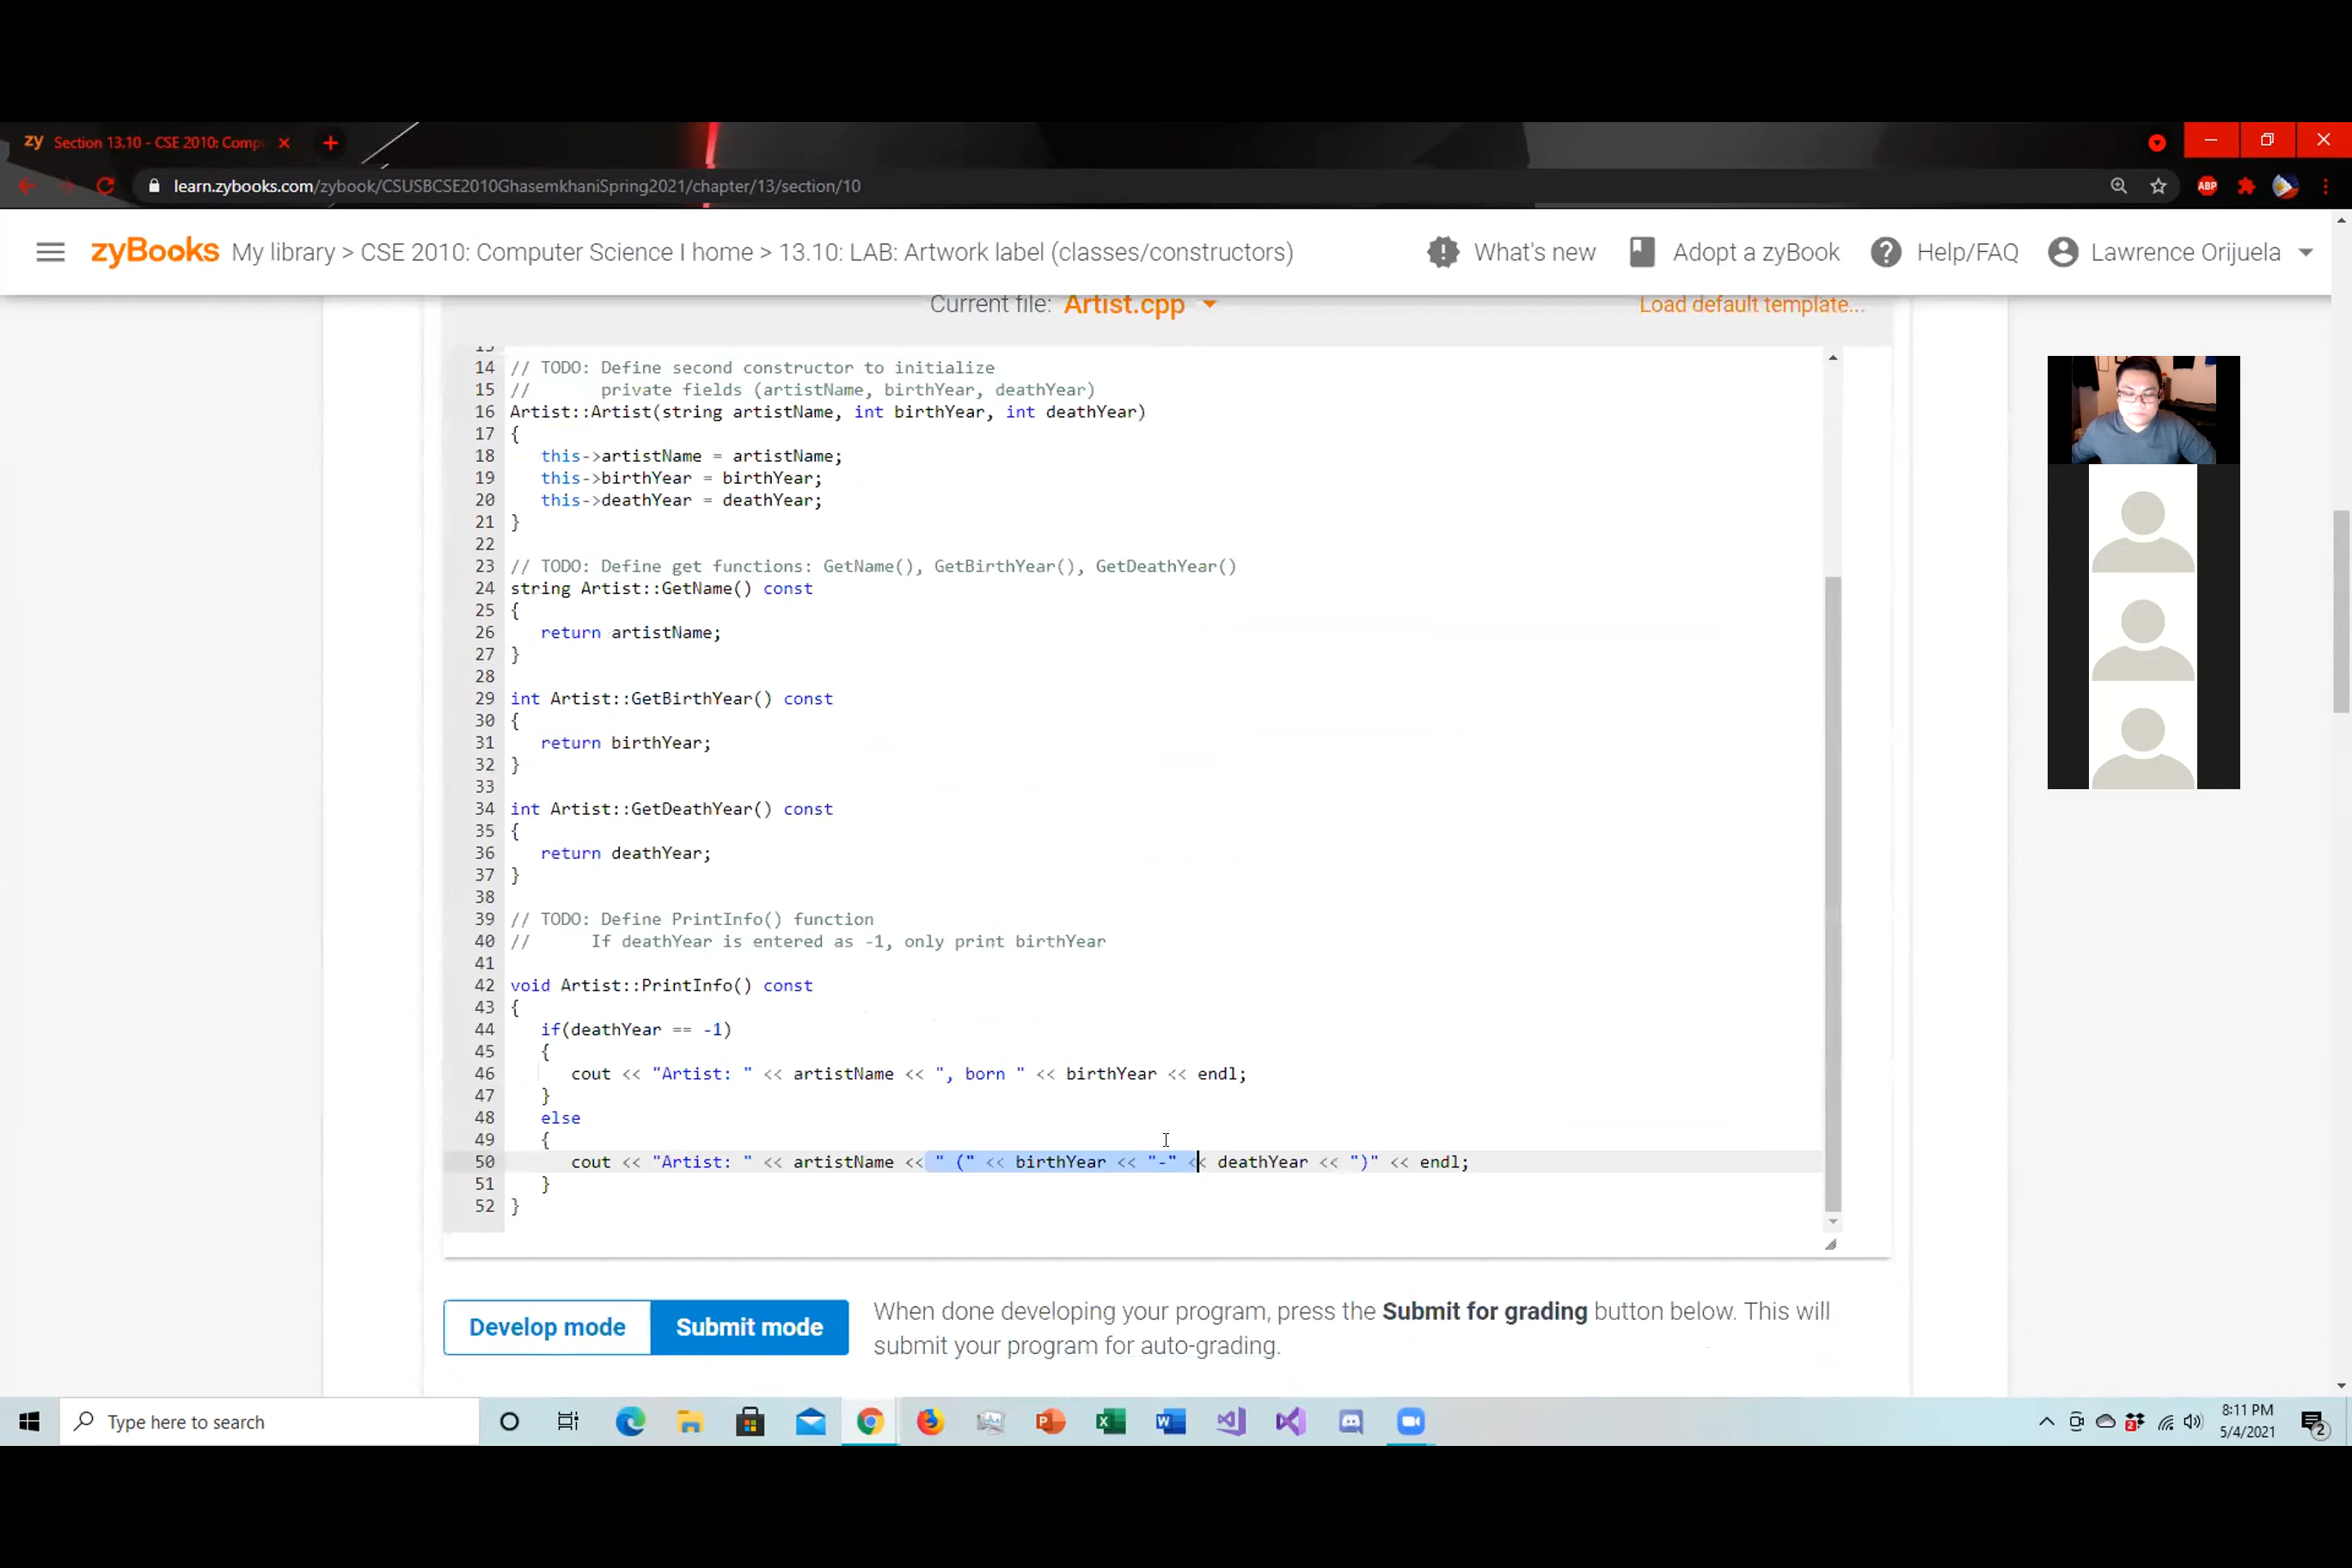 zy Section 13.10 - CSE 2010: Compu
learn.zybooks.com/zybook/CSUSBCSE2010GhasemkhaniSpring2021/chapter/13/section/10
ABP
zyBooks My library > CSE 2010: Computer Science I home > 13.10: LAB: Artwork label (classes/constructors) What's new Adopt a zyBook Help/FAQ Lawrence Orijuela
Current file: Artist.cpp Load default template...
14 // TODO: Define second constructor to initialize
15 // private fields (artistName, birthYear, deathYear)
16 Artist::Artist(string artistName, int birthYear, int deathYear)
17 {
18 this->artistName = artistName;
19 this->birthYear = birthYear;
20 this->deathYear = deathYear;
21 }
22
23 // TODO: Define get functions: GetName(), GetBirthYear(), GetDeathYear()
24 string Artist::GetName() const
25 {
26 return artistName;
27 }
28
29 int Artist::GetBirthYear() const
30 {
31 return birthYear;
32 }
33
34 int Artist::GetDeathYear() const
35 {
36 return deathYear;
37 }
38
39 // TODO: Define PrintInfo() function
40 // If deathYear is entered as -1, only print birthYear
41
42 void Artist::PrintInfo() const
43 {
44 if(deathYear == -1)
45 {
46 cout << "Artist: " << artistName << ", born " << birthYear << endl;
47 }
48 else
49 {
50 cout << "Artist: " << artistName << " (" << birthYear << "-" << deathYear << ")" << endl;
51 }
52 }
Develop mode Submit mode When done developing your program, press the Submit for grading button below. This will
submit your program for auto-grading.
Type here to search
8:11 PM
5/4/2021
2